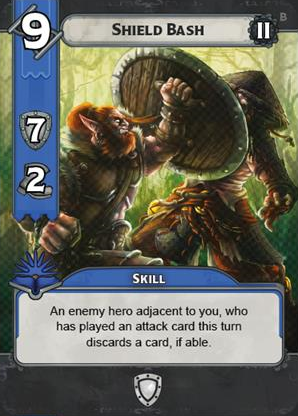 9
SHIELD BASH
II
B
7
2
SKILL
An enemy hero adjacent to you, who
has played an attack card this turn
discards a card, if able.